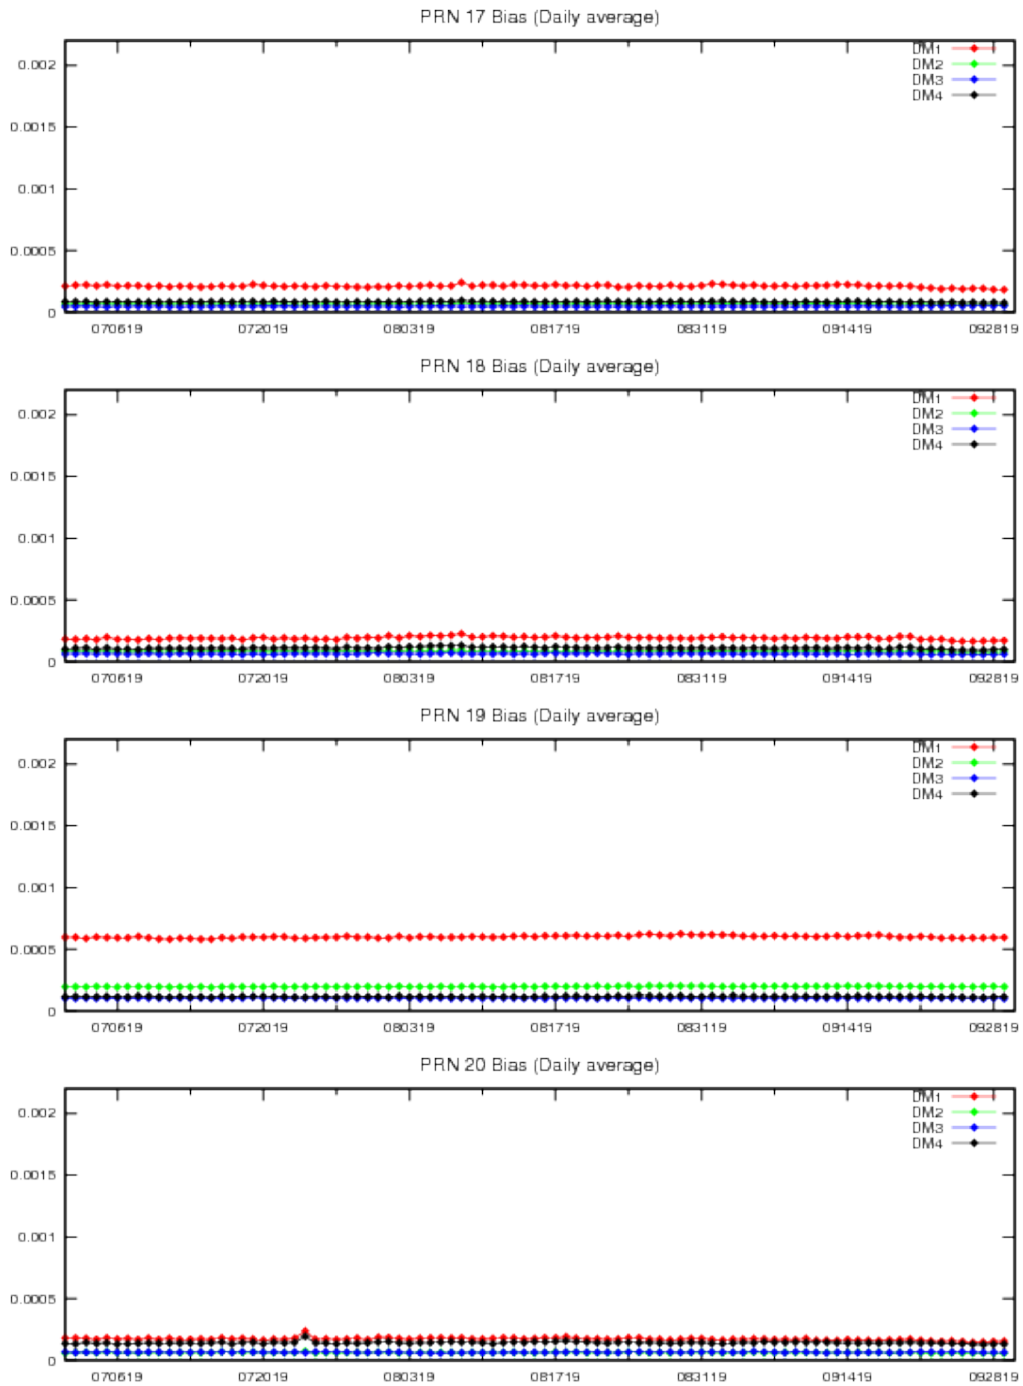 PRN 17 Bias (Daily average)
DM1
0.002
DM2
DM3
DM4
0.0015
0.001
0.0005
0
070619 072019 080319 081719 083119 091419 092819
PRN 18 Bias (Daily average)
DM1
0.002
DM2
DM3
DM4
0.0015
0.001
0.0005
0
070619 072019 080319 081719 083119 091419 092819
PRN 19 Bias (Daily average)
DM1
0.002
DM2
DM3
DM4
0.0015
0.001
0.0005
0
070619 072019 080319 081719 083119 091419 092819
PRN 20 Bias (Daily average)
DM1
0.002
DM2
DM3
DM4
0.0015
0.001
0.0005
0
070619 072019 080319 081719 083119 091419 092819